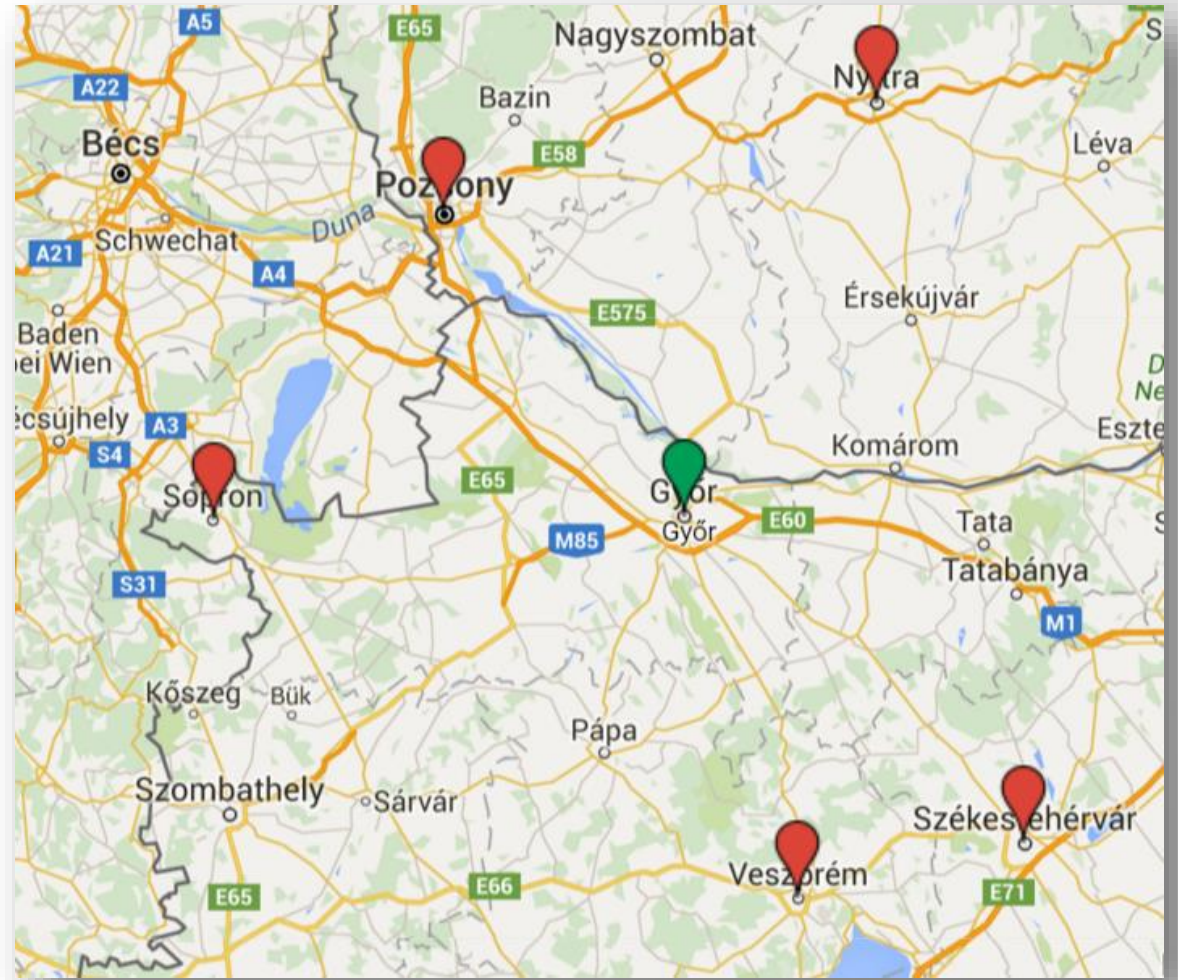 A5
E65
Nagyszombat
Nyitra
A22
Bazin
Bécs
E58
Léva
Pozsony
Duna
Schwechat
A21
A4
E575
Érsekújvár
Baden
bei Wien
écsújhely
A3
S4
Komárom
Eszte
E65
Sopron
Győr
Győr
E60
M85
Tata
Tatabánya
S31
M1
Kőszeg
Bük
Pápa
Szombathely
Sárvár
Székesfehérvár
Veszprém
E65
E66
E71